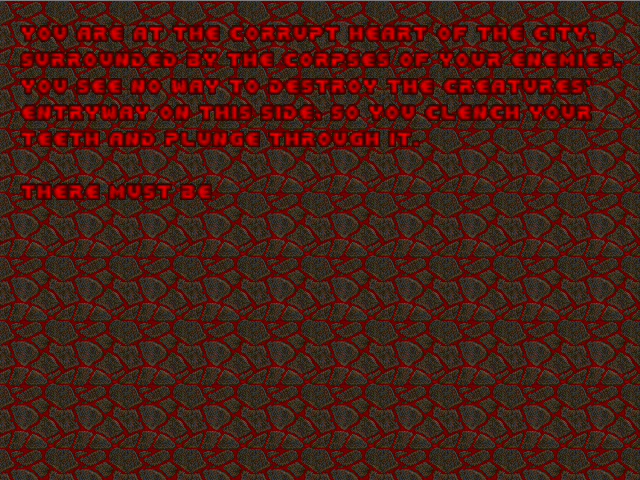 YOU ARE AT THE CORRUPT HEART OF THE CITY,
SURROUNDED BY THE CORPSES OF YOUR ENEMIES.
YOU SEE NO WAY TO DESTROY THE CREATURES'
ENTRYWAY ON THIS SIDE, SO YOU CLENCH YOUR
TEETH AND PLUNGE THROUGH IT.
THERE MUST BE